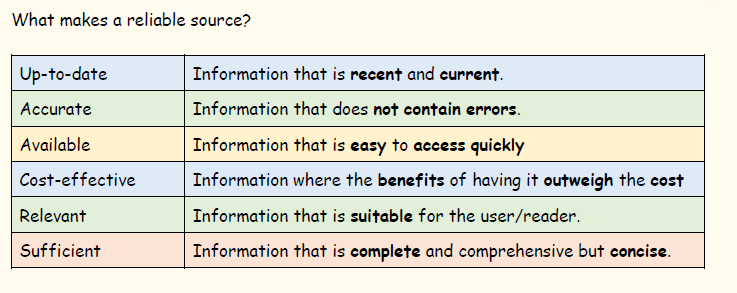 What makes a reliable source?
Up-to-date Information that is recent and current.
Accurate Information that does not contain errors.
Available Information that is easy to access quickly
Cost-effective Information where the benefits of having it outweigh the cost
Relevant Information that is suitable for the user/reader.
Sufficient Information that is complete and comprehensive but concise.